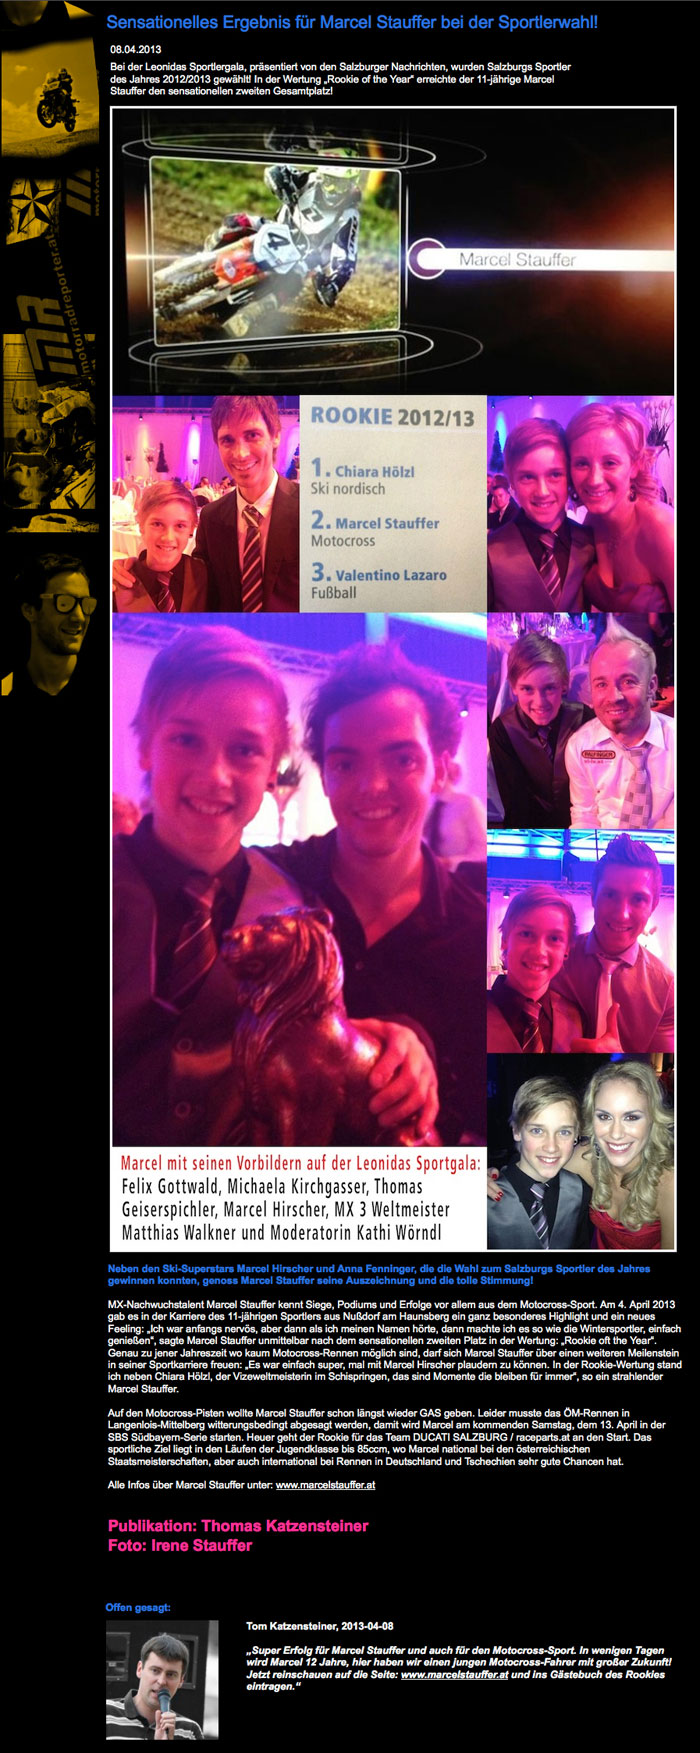 Sensationelles Ergebnis für Marcel Stauffer bei der Sportlerwahl!
08.04.2013
Bei der Leonidas Sportlergala, präsentiert von den Salzburger Nachrichten, wurden Salzburgs Sportler
des Jahres 2012/2013 gewählt! In der Wertung „Rookie of the Year" erreichte der 11-jährige Marcel
Stauffer den sensationellen zweiten Gesamtplatz!
motorr
MR
motorradreporter.at
4
Marcel Stauffer
ROOKIE 2012/13
1. Chiara Hölzl
Ski nordisch
2. Marcel Stauffer
Motocross
3. Valentino Lazaro
Fußball
PALFINGER
Marcel mit seinen Vorbildern auf der Leonidas Sportgala:
Felix Gottwald, Michaela Kirchgasser, Thomas
Geiserspichler, Marcel Hirscher, MX 3 Weltmeister
Matthias Walkner und Moderatorin Kathi Wörndl
Neben den Ski-Superstars Marcel Hirscher und Anna Fenninger, die die Wahl zum Salzburgs Sportler des Jahres
gewinnen konnten, genoss Marcel Stauffer seine Auszeichnung und die tolle Stimmung!
MX-Nachwuchstalent Marcel Stauffer kennt Siege, Podiums und Erfolge vor allem aus dem Motocross-Sport. Am 4. April 2013
gab es in der Karriere des 11-jährigen Sportlers aus Nußdorf am Haunsberg ein ganz besonderes Highlight und ein neues
Feeling: „Ich war anfangs nervös, aber dann als ich meinen Namen hörte, dann machte ich es so wie die Wintersportler, einfach
genießen", sagte Marcel Stauffer unmittelbar nach dem sensationellen zweiten Platz in der Wertung: „Rookie oft the Year".
Genau zu jener Jahreszeit wo kaum Motocross-Rennen möglich sind, darf sich Marcel Stauffer über einen weiteren Meilenstein
in seiner Sportkarriere freuen: „Es war einfach super, mal mit Marcel Hirscher plaudern zu können. In der Rookie-Wertung stand
ich neben Chiara Hölzl, der Vizeweltmeisterin im Schispringen, das sind Momente die bleiben für immer", so ein strahlender
Marcel Stauffer.
Auf den Motocross-Pisten wollte Marcel Stauffer schon längst wieder GAS geben. Leider musste das ÖM-Rennen in
Langenlois-Mittelberg witterungsbedingt abgesagt werden, damit wird Marcel am kommenden Samstag, dem 13. April in der
SBS Südbayern-Serie starten. Heuer geht der Rookie für das Team DUCATI SALZBURG / raceparts.at an den Start. Das
sportliche Ziel liegt in den Läufen der Jugendklasse bis 85ccm, wo Marcel national bei den österreichischen
Staatsmeisterschaften, aber auch international bei Rennen in Deutschland und Tschechien sehr gute Chancen hat.
Alle Infos über Marcel Stauffer unter: www.marcelstauffer.at
Publikation: Thomas Katzensteiner
Foto: Irene Stauffer
Offen gesagt:
Tom Katzensteiner, 2013-04-08
„Super Erfolg für Marcel Stauffer und auch für den Motocross-Sport. In wenigen Tagen
wird Marcel 12 Jahre, hier haben wir einen jungen Motocross-Fahrer mit großer Zukunft!
Jetzt reinschauen auf die Seite: www.marcelstauffer.at und ins Gästebuch des Rookies
eintragen."